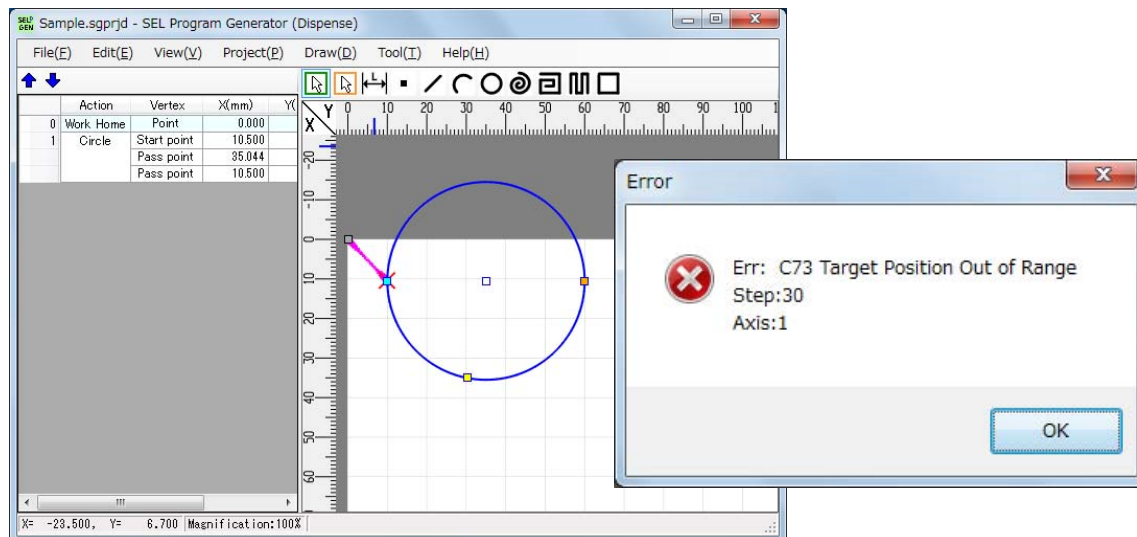 SEL GEN Sample.sgprjd - SEL Program Generator (Dispense)
File(F) Edit(E) View(V) Project(P) Draw(D) Tool(T) Help(H)
Action Vertex X(mm) Y(
0 Work Home Point 0.000
1 Circle Start point 10.500
Pass point 35.044
Pass point 10.500
Y 0 10 20 30 40 50 60 70 80 90 100 1
X
-20
-10
0
10
20
30
40
50
60
X= -23.500, Y= 6.700 Magnification:100%
Error
Err: C73 Target Position Out of Range
Step:30
Axis:1
OK